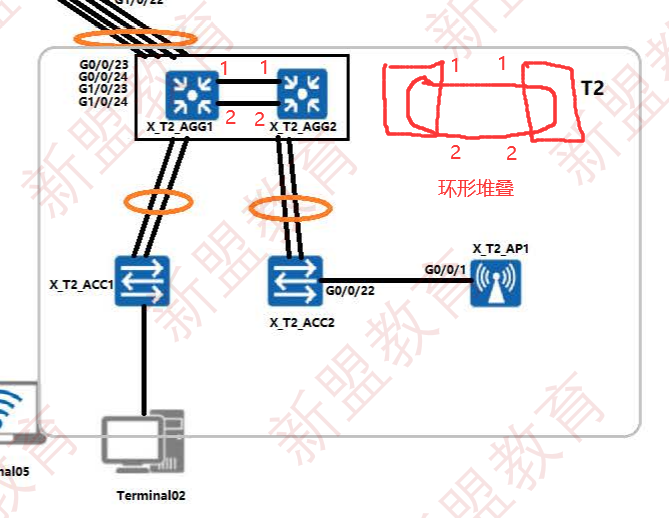 G1/0/22
G0/0/23
G0/0/24
G1/0/23
G1/0/24
1 1
2 2
X_T2_AGG1 X_T2_AGG2
1 1
2 2
T2
环形堆叠
X_T2_ACC1
X_T2_ACC2
G0/0/22
G0/0/1
X_T2_AP1
nal05
Terminal02
新盟教育
新盟教育
新盟教育
新盟教育
新盟教育